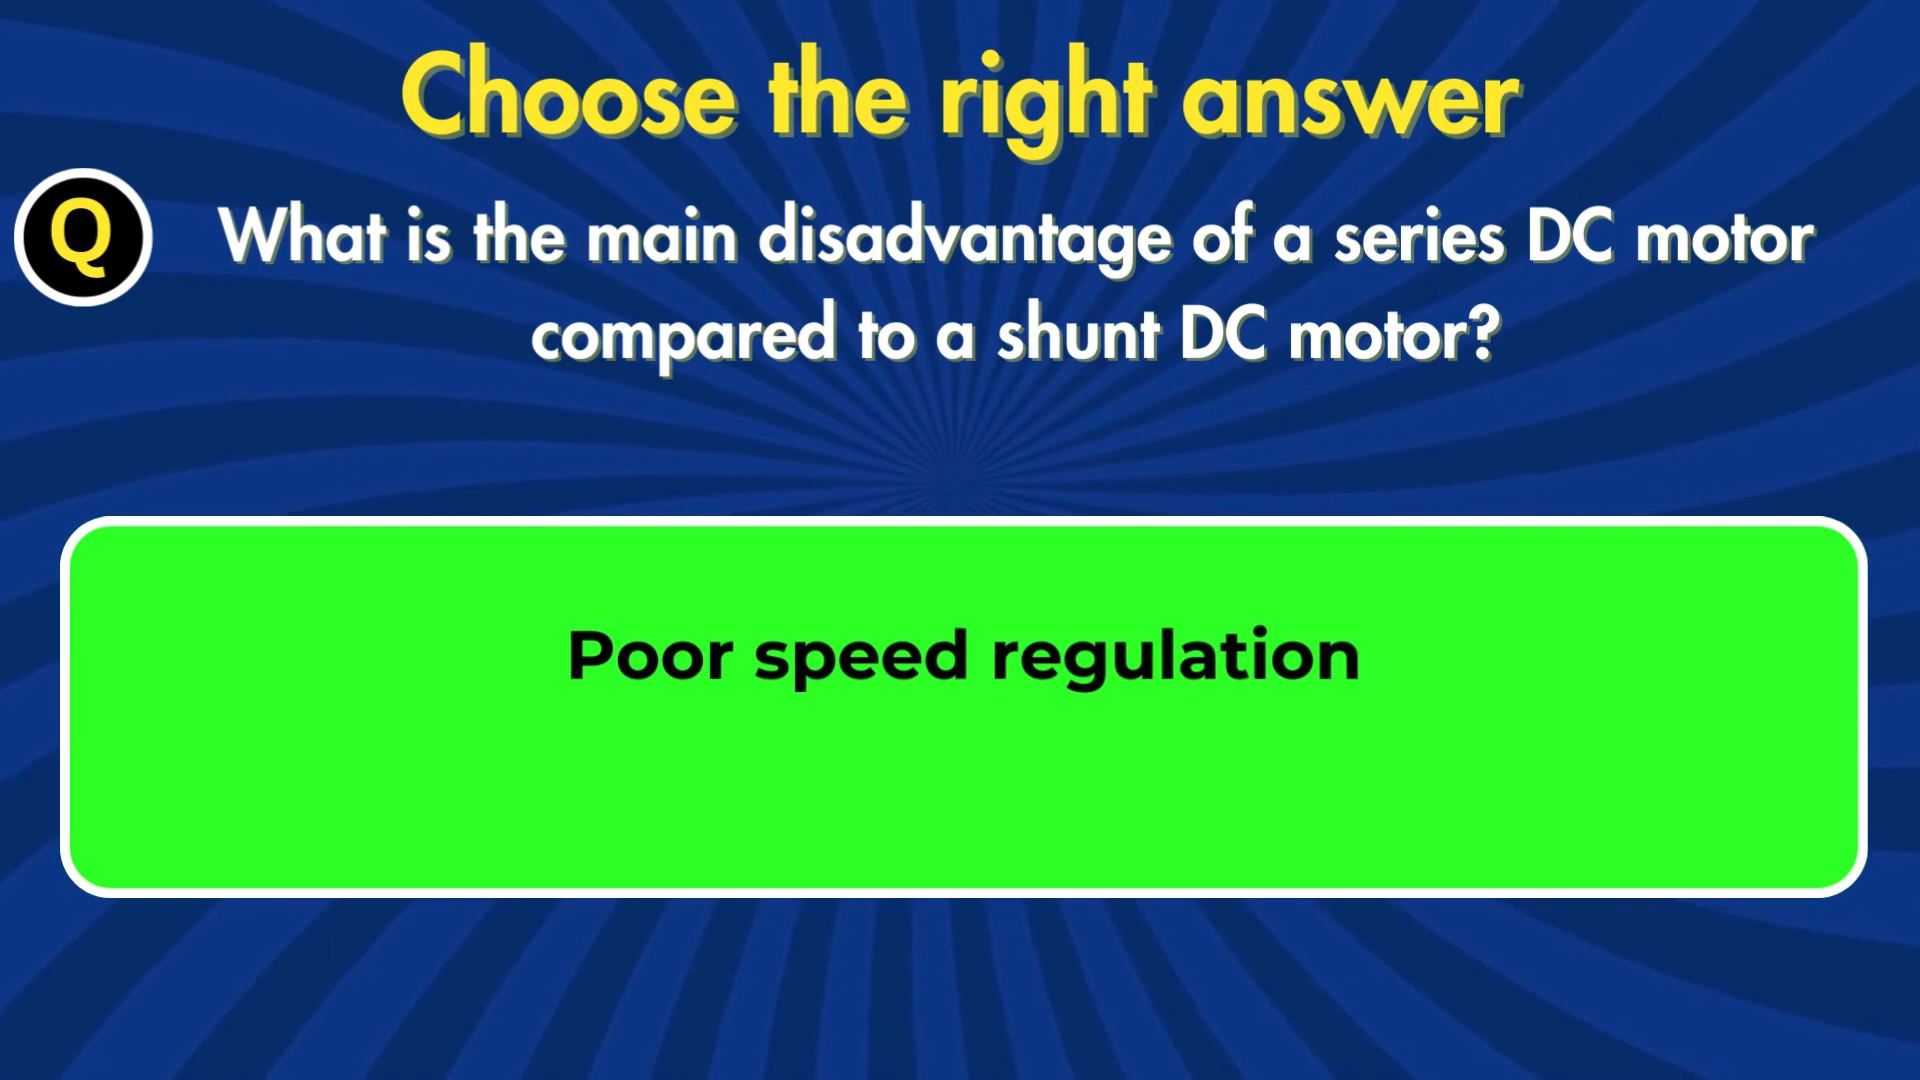 Choose the right answer
Q
What is the main disadvantage of a series DC motor
compared to a shunt DC motor?
Poor speed regulation